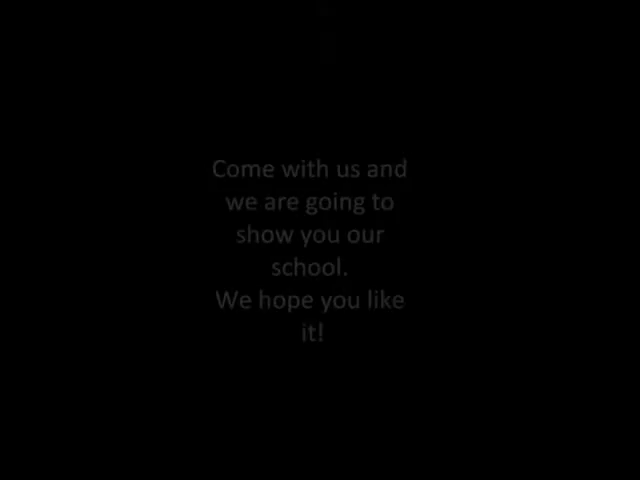 Come with us and
we are going to
show you our
school.
We hope you like
it!